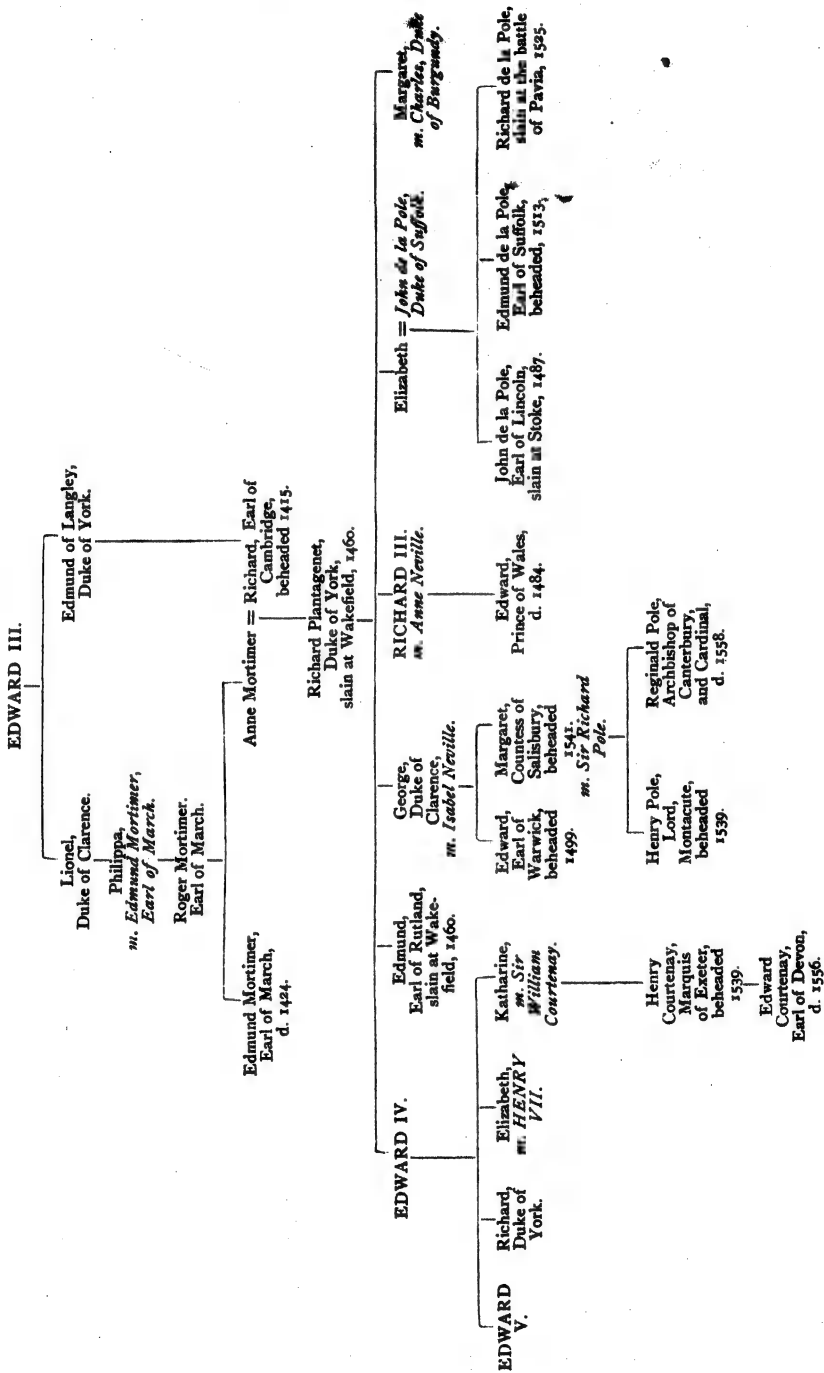 EDWARD III.
Lionel,
Duke of Clarence.
Edmund of Langley,
Duke of York.
Philippa,
m. Edmund Mortimer,
Earl of March.
Roger Mortimer.
Earl of March.
Edmund Mortimer,
Earl of March,
d. 1424.
Anne Mortimer = Richard, Earl of
Cambridge,
beheaded 1415.
Richard Plantagenet,
Duke of York,
slain at Wakefield, 1460.
EDWARD IV.
Edmund,
Earl of Rutland,
slain at Wake-
field, 1460.
George,
Duke of
Clarence,
m. Isabel Neville.
RICHARD III.
m. Anne Neville.
Elizabeth = John de la Pole,
Duke of Suffolk.
Margaret,
m. Charles, Duke
of Burgundy.
EDWARD
V.
Richard,
Duke of
York.
Elizabeth,
m. HENRY
VII.
Katharine,
m. Sir
William
Courtenay.
Edward,
Earl of
Warwick,
beheaded
1499.
Margaret,
Countess of
Salisbury,
beheaded
1541.
m. Sir Richard
Pole.
Edward,
Prince of Wales,
d. 1484.
John de la Pole,
Earl of Lincoln,
slain at Stoke, 1487.
Edmund de la Pole,
Earl of Suffolk,
beheaded, 1513,
Richard de la Pole,
slain at the battle
of Pavia, 1525.
Henry
Courtenay,
Marquis
of Exeter,
beheaded
1539.
Henry Pole,
Lord,
Montacute,
beheaded
1539.
Reginald Pole,
Archbishop of
Canterbury,
and Cardinal,
d. 1558.
Edward
Courtenay,
Earl of Devon,
d. 1556.